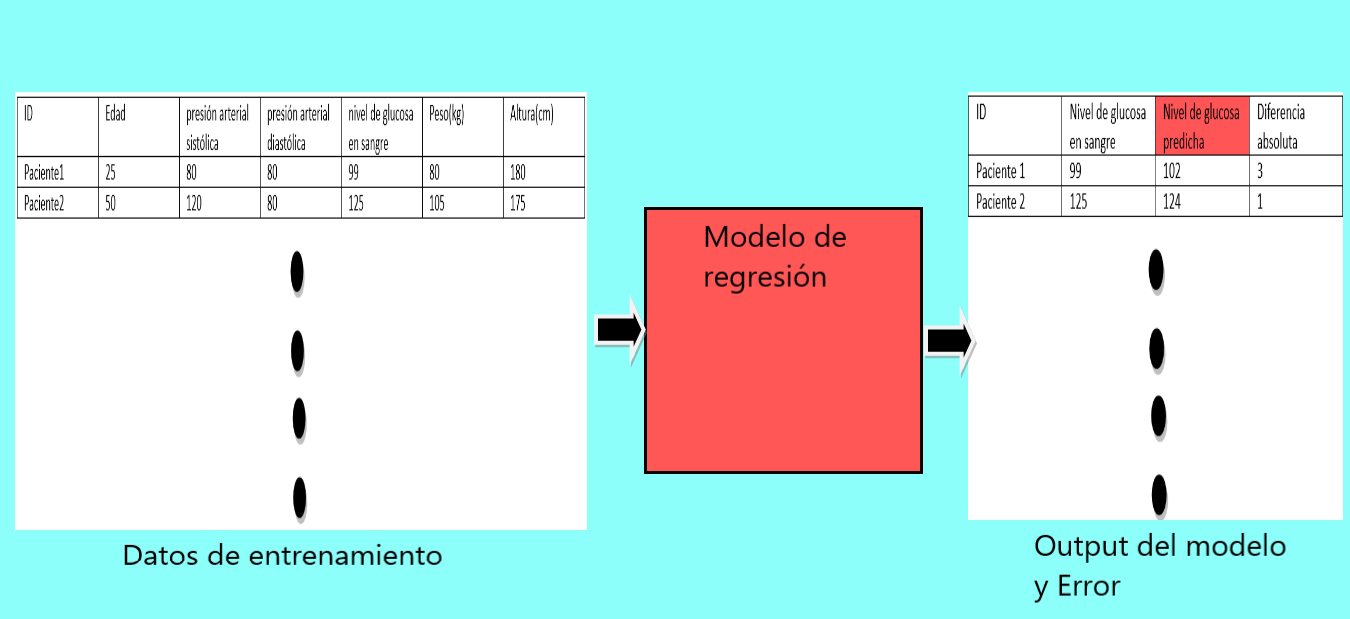 ID Edad presión arterial presión arterial nivel de glucosa Peso(kg) Altura(cm)
sistólica diastólica en sangre
Paciente1 25 80 80 99 80 180
Paciente2 50 120 80 125 105 175
Datos de entrenamiento
Modelo de
regresión
ID Nivel de glucosa Nivel de glucosa Diferencia
en sangre predicha absoluta
Paciente 1 99 102 3
Paciente 2 125 124 1
Output del modelo
y Error